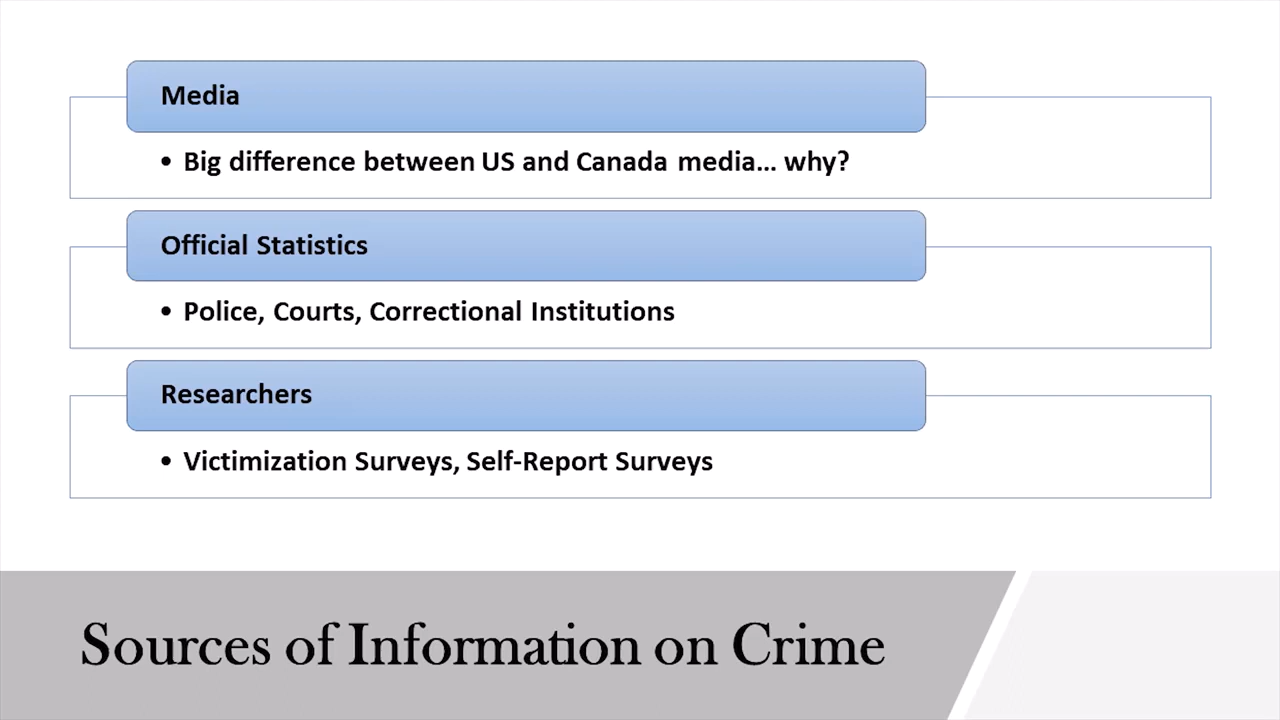 Media
• Big difference between US and Canada media... why?
Official Statistics
• Police, Courts, Correctional Institutions
Researchers
• Victimization Surveys, Self-Report Surveys
Sources of Information on Crime